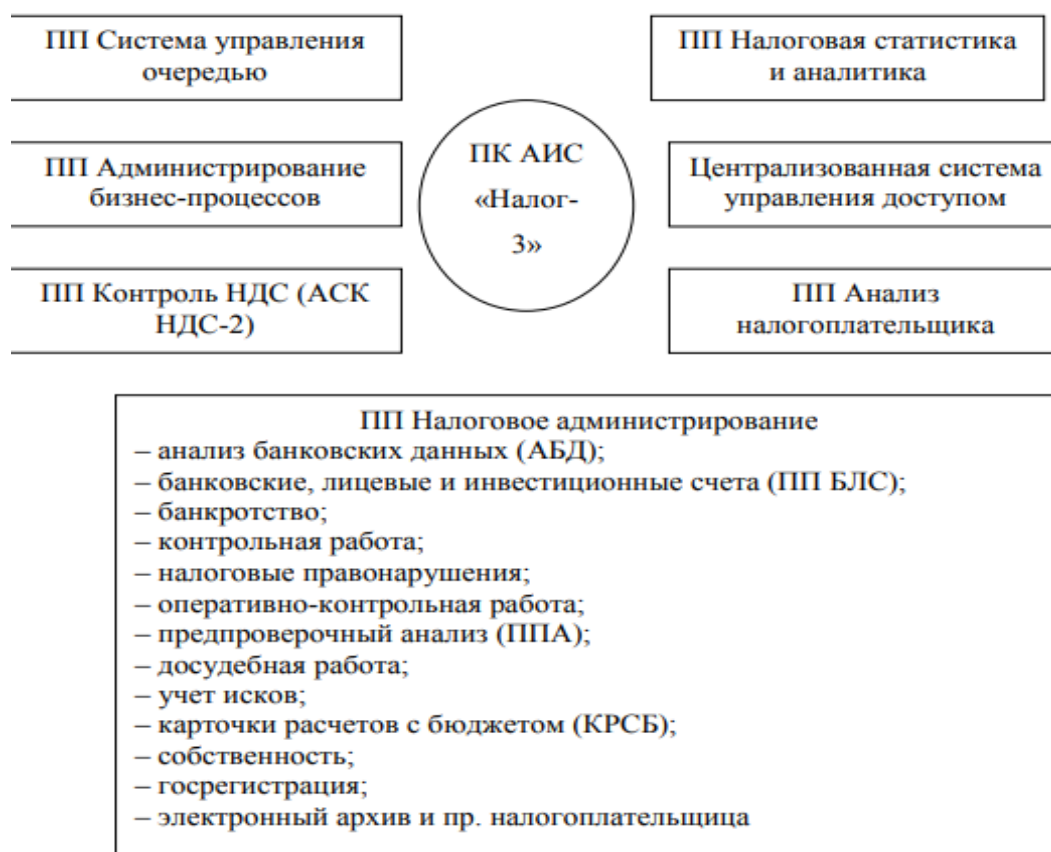 ПП Система управления
очередью
ПП Налоговая статистика
и аналитика
ПК АИС
«Налог-
3»
ПП Администрирование
бизнес-процессов
Централизованная система
управления доступом
ПП Контроль НДС (АСК
НДС-2)
ПП Анализ
налогоплательщика
ПП Налоговое администрирование
– анализ банковских данных (АБД);
– банковские, лицевые и инвестиционные счета (ПП БЛС);
– банкротство;
– контрольная работа;
– налоговые правонарушения;
– оперативно-контрольная работа;
– предпроверочный анализ (ППА);
– досудебная работа;
– учет исков;
– карточки расчетов с бюджетом (КРСБ);
– собственность;
– госрегистрация;
– электронный архив и пр. налогоплательщица